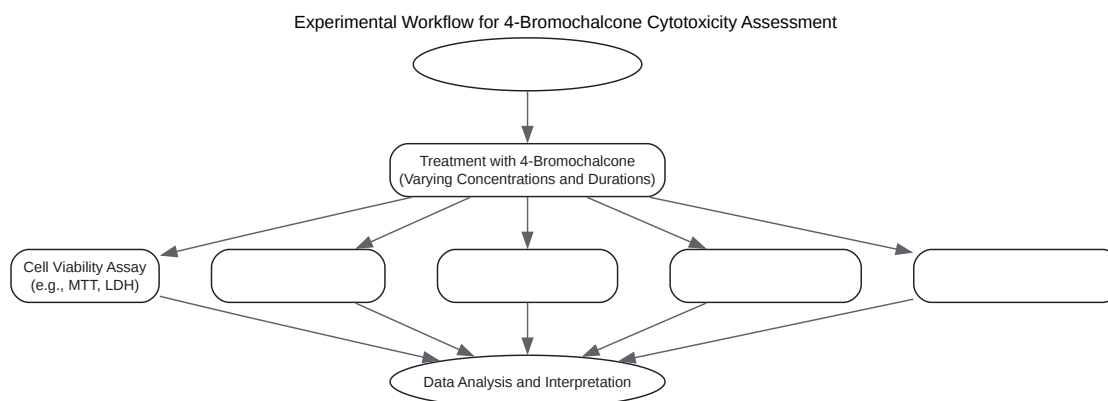 Experimental Workflow for 4-Bromochalcone Cytotoxicity Assessment
Treatment with 4-Bromochalcone
(Varying Concentrations and Durations)
Cell Viability Assay
(e.g., MTT, LDH)
Data Analysis and Interpretation